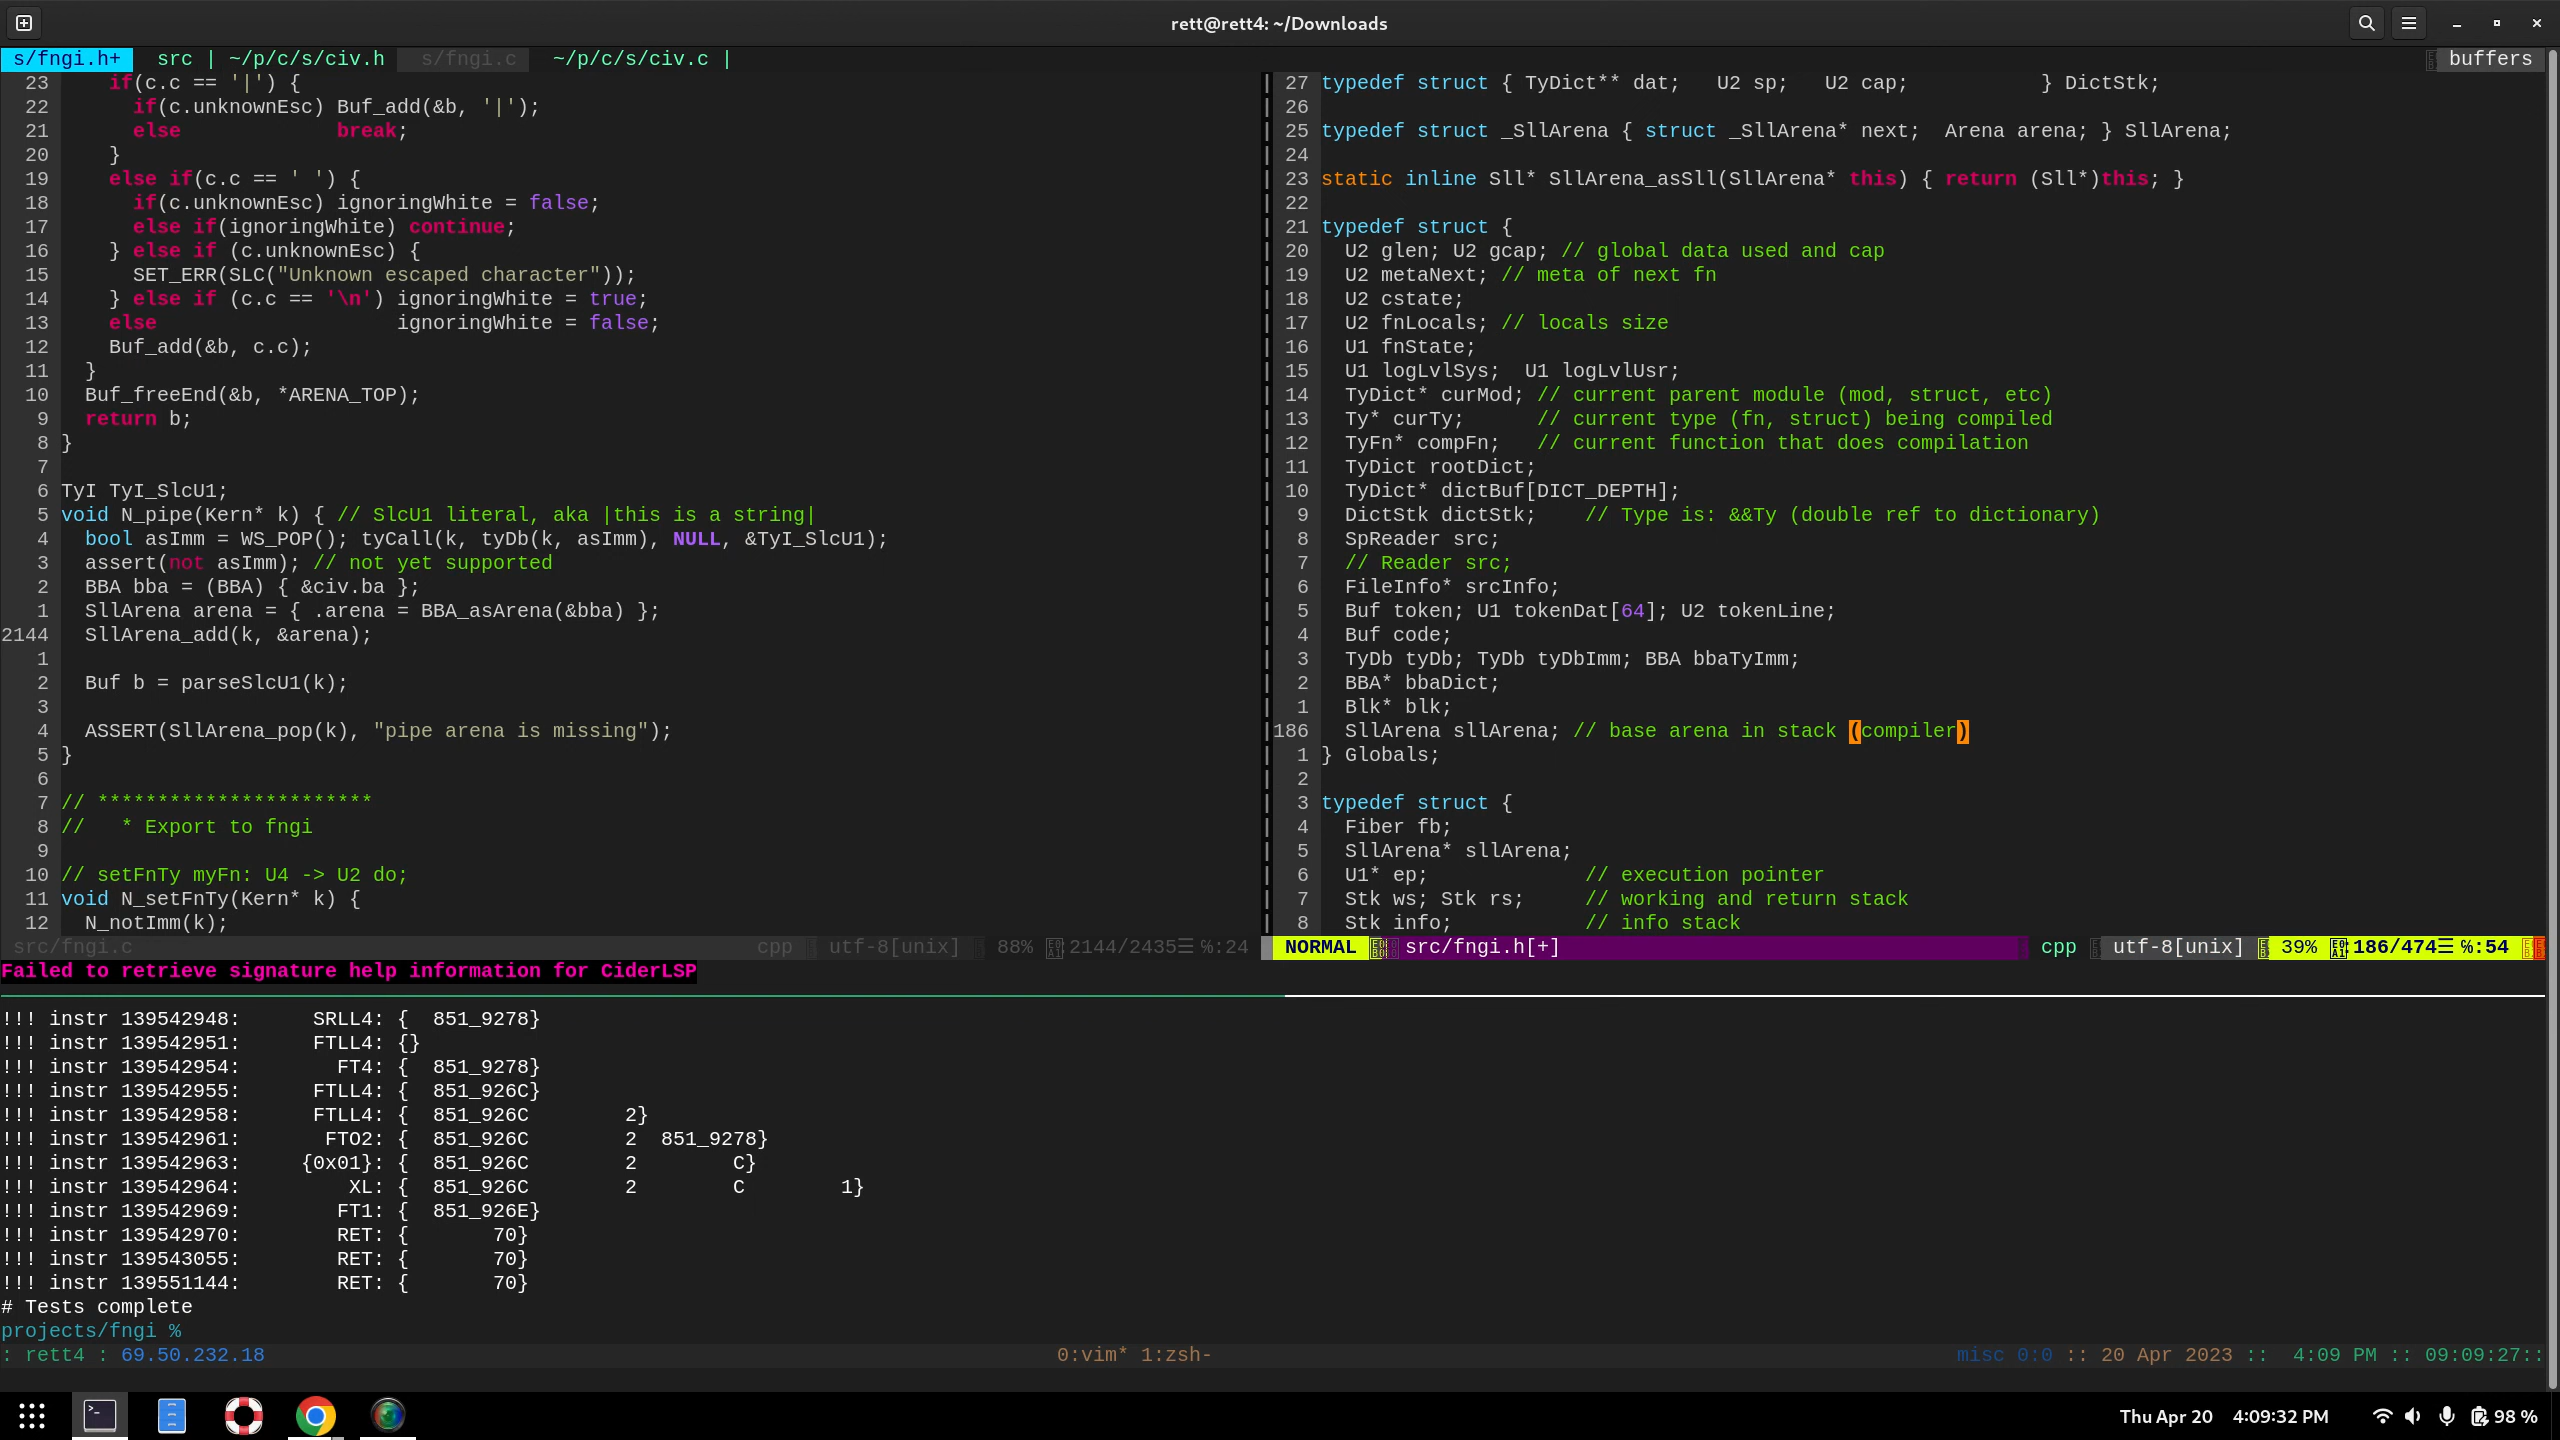 rett@rett4: ~/Downloads
s/fngi.h+ src | ~/p/c/s/civ.h s/fngi.c ~/p/c/s/civ.c | buffers
23     if(c.c == '|') {
22       if(c.unknownEsc) Buf_add(&b, '|');
21       else             break;
20     }
19     else if(c.c == ' ') {
18       if(c.unknownEsc) ignoringWhite = false;
17       else if(ignoringWhite) continue;
16     } else if (c.unknownEsc) {
15       SET_ERR(SLC("Unknown escaped character"));
14     } else if (c.c == '\n') ignoringWhite = true;
13     else                    ignoringWhite = false;
12     Buf_add(&b, c.c);
11   }
10   Buf_freeEnd(&b, *ARENA_TOP);
9   return b;
8 }
7
6 TyI TyI_SlcU1;
5 void N_pipe(Kern* k) { // SlcU1 literal, aka |this is a string|
4   bool asImm = WS_POP(); tyCall(k, tyDb(k, asImm), NULL, &TyI_SlcU1);
3   assert(not asImm); // not yet supported
2   BBA bba = (BBA) { &civ.ba };
1   SllArena arena = { .arena = BBA_asArena(&bba) };
2144   SllArena_add(k, &arena);
1
2   Buf b = parseSlcU1(k);
3
4   ASSERT(SllArena_pop(k), "pipe arena is missing");
5 }
6
7 // ***********************
8 //   * Export to fngi
9
10 // setFnTy myFn: U4 -> U2 do;
11 void N_setFnTy(Kern* k) {
12   N_notImm(k);
src/fngi.c cpp utf-8[unix] 88% 2144/2435☰ ℅:24
27 typedef struct { TyDict** dat;   U2 sp;   U2 cap;           } DictStk;
26
25 typedef struct _SllArena { struct _SllArena* next;  Arena arena; } SllArena;
24
23 static inline Sll* SllArena_asSll(SllArena* this) { return (Sll*)this; }
22
21 typedef struct {
20   U2 glen; U2 gcap; // global data used and cap
19   U2 metaNext; // meta of next fn
18   U2 cstate;
17   U2 fnLocals; // locals size
16   U1 fnState;
15   U1 logLvlSys;  U1 logLvlUsr;
14   TyDict* curMod; // current parent module (mod, struct, etc)
13   Ty* curTy;      // current type (fn, struct) being compiled
12   TyFn* compFn;   // current function that does compilation
11   TyDict rootDict;
10   TyDict* dictBuf[DICT_DEPTH];
9   DictStk dictStk;    // Type is: &&Ty (double ref to dictionary)
8   SpReader src;
7   // Reader src;
6   FileInfo* srcInfo;
5   Buf token; U1 tokenDat[64]; U2 tokenLine;
4   Buf code;
3   TyDb tyDb; TyDb tyDbImm; BBA bbaTyImm;
2   BBA* bbaDict;
1   Blk* blk;
186   SllArena sllArena; // base arena in stack (compiler)
1 } Globals;
2
3 typedef struct {
4   Fiber fb;
5   SllArena* sllArena;
6   U1* ep;             // execution pointer
7   Stk ws; Stk rs;     // working and return stack
8   Stk info;           // info stack
NORMAL src/fngi.h[+] cpp utf-8[unix] 39% 186/474☰ ℅:54
Failed to retrieve signature help information for CiderLSP
!!! instr 139542948:      SRLL4: {  851_9278}
!!! instr 139542951:      FTLL4: {}
!!! instr 139542954:        FT4: {  851_9278}
!!! instr 139542955:      FTLL4: {  851_926C}
!!! instr 139542958:      FTLL4: {  851_926C        2}
!!! instr 139542961:       FTO2: {  851_926C        2  851_9278}
!!! instr 139542963:     {0x01}: {  851_926C        2        C}
!!! instr 139542964:         XL: {  851_926C        2        C        1}
!!! instr 139542969:        FT1: {  851_926E}
!!! instr 139542970:        RET: {       70}
!!! instr 139543055:        RET: {       70}
!!! instr 139551144:        RET: {       70}
# Tests complete
projects/fngi %
: rett4 : 69.50.232.18 0:vim* 1:zsh- misc 0:0 :: 20 Apr 2023 ::  4:09 PM :: 09:09:27::
Thu Apr 20 4:09:32 PM 98 %